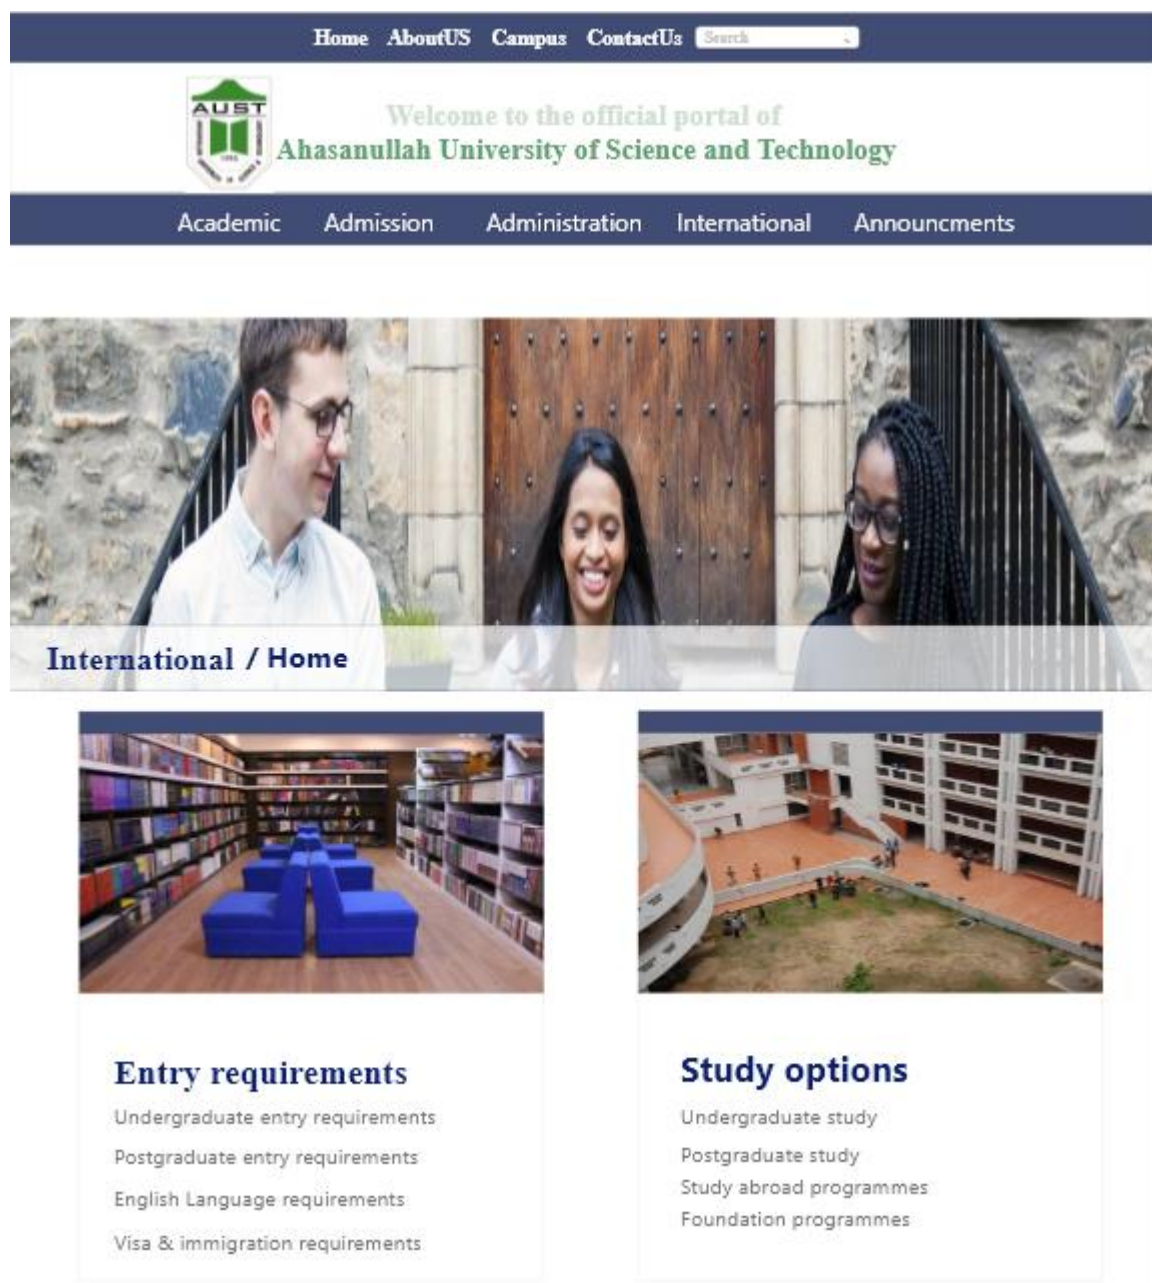 Home AboutUS Campus ContactUs Search
AUST
Welcome to the official portal of
Ahasanullah University of Science and Technology
Academic Admission Administration International Announcments
International / Home
Entry requirements
Undergraduate entry requirements
Postgraduate entry requirements
English Language requirements
Visa & immigration requirements
Study options
Undergraduate study
Postgraduate study
Study abroad programmes
Foundation programmes